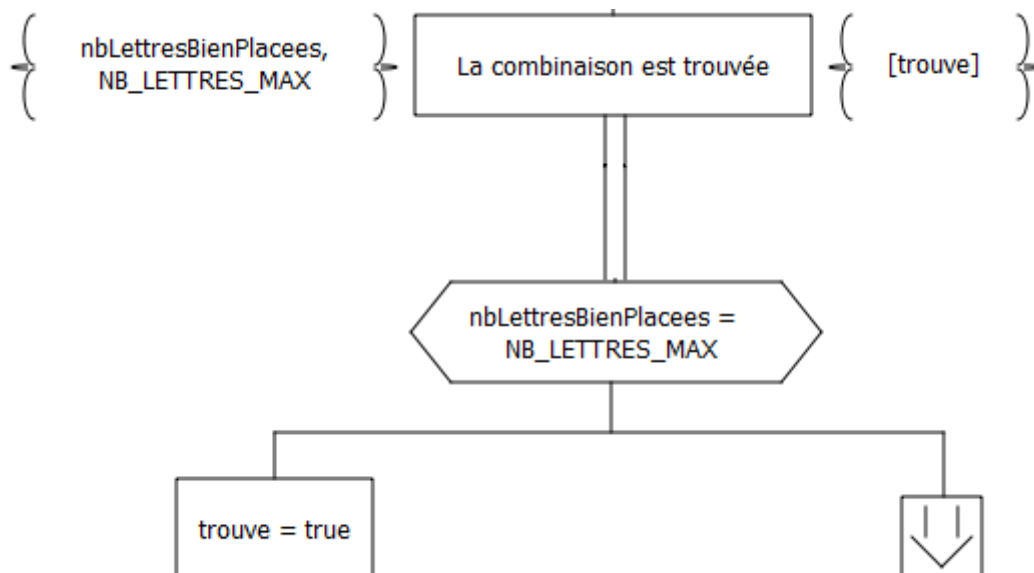 nbLettresBienPlacees,
NB_LETTRES_MAX
La combinaison est trouvée
[trouve]
nbLettresBienPlacees =
NB_LETTRES_MAX
trouve = true